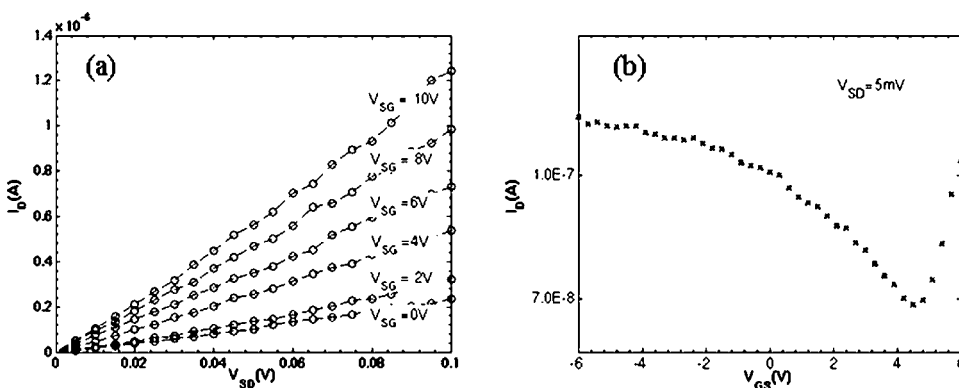 × 10⁻⁶
1.4
1.2
1
0.8
0.6
0.4
0.2
0
I_D(A)
(a)
V_SG = 10V
V_SG = 8V
V_SG = 6V
V_SG = 4V
V_SG = 2V
V_SG = 0V
0 0.02 0.04 0.06 0.08 0.1
V_SD(V)
(b)
V_SD = 5mV
I_D(A)
1.0E-7
7.0E-8
-6 -4 -2 0 2 4 6
V_GS(V)